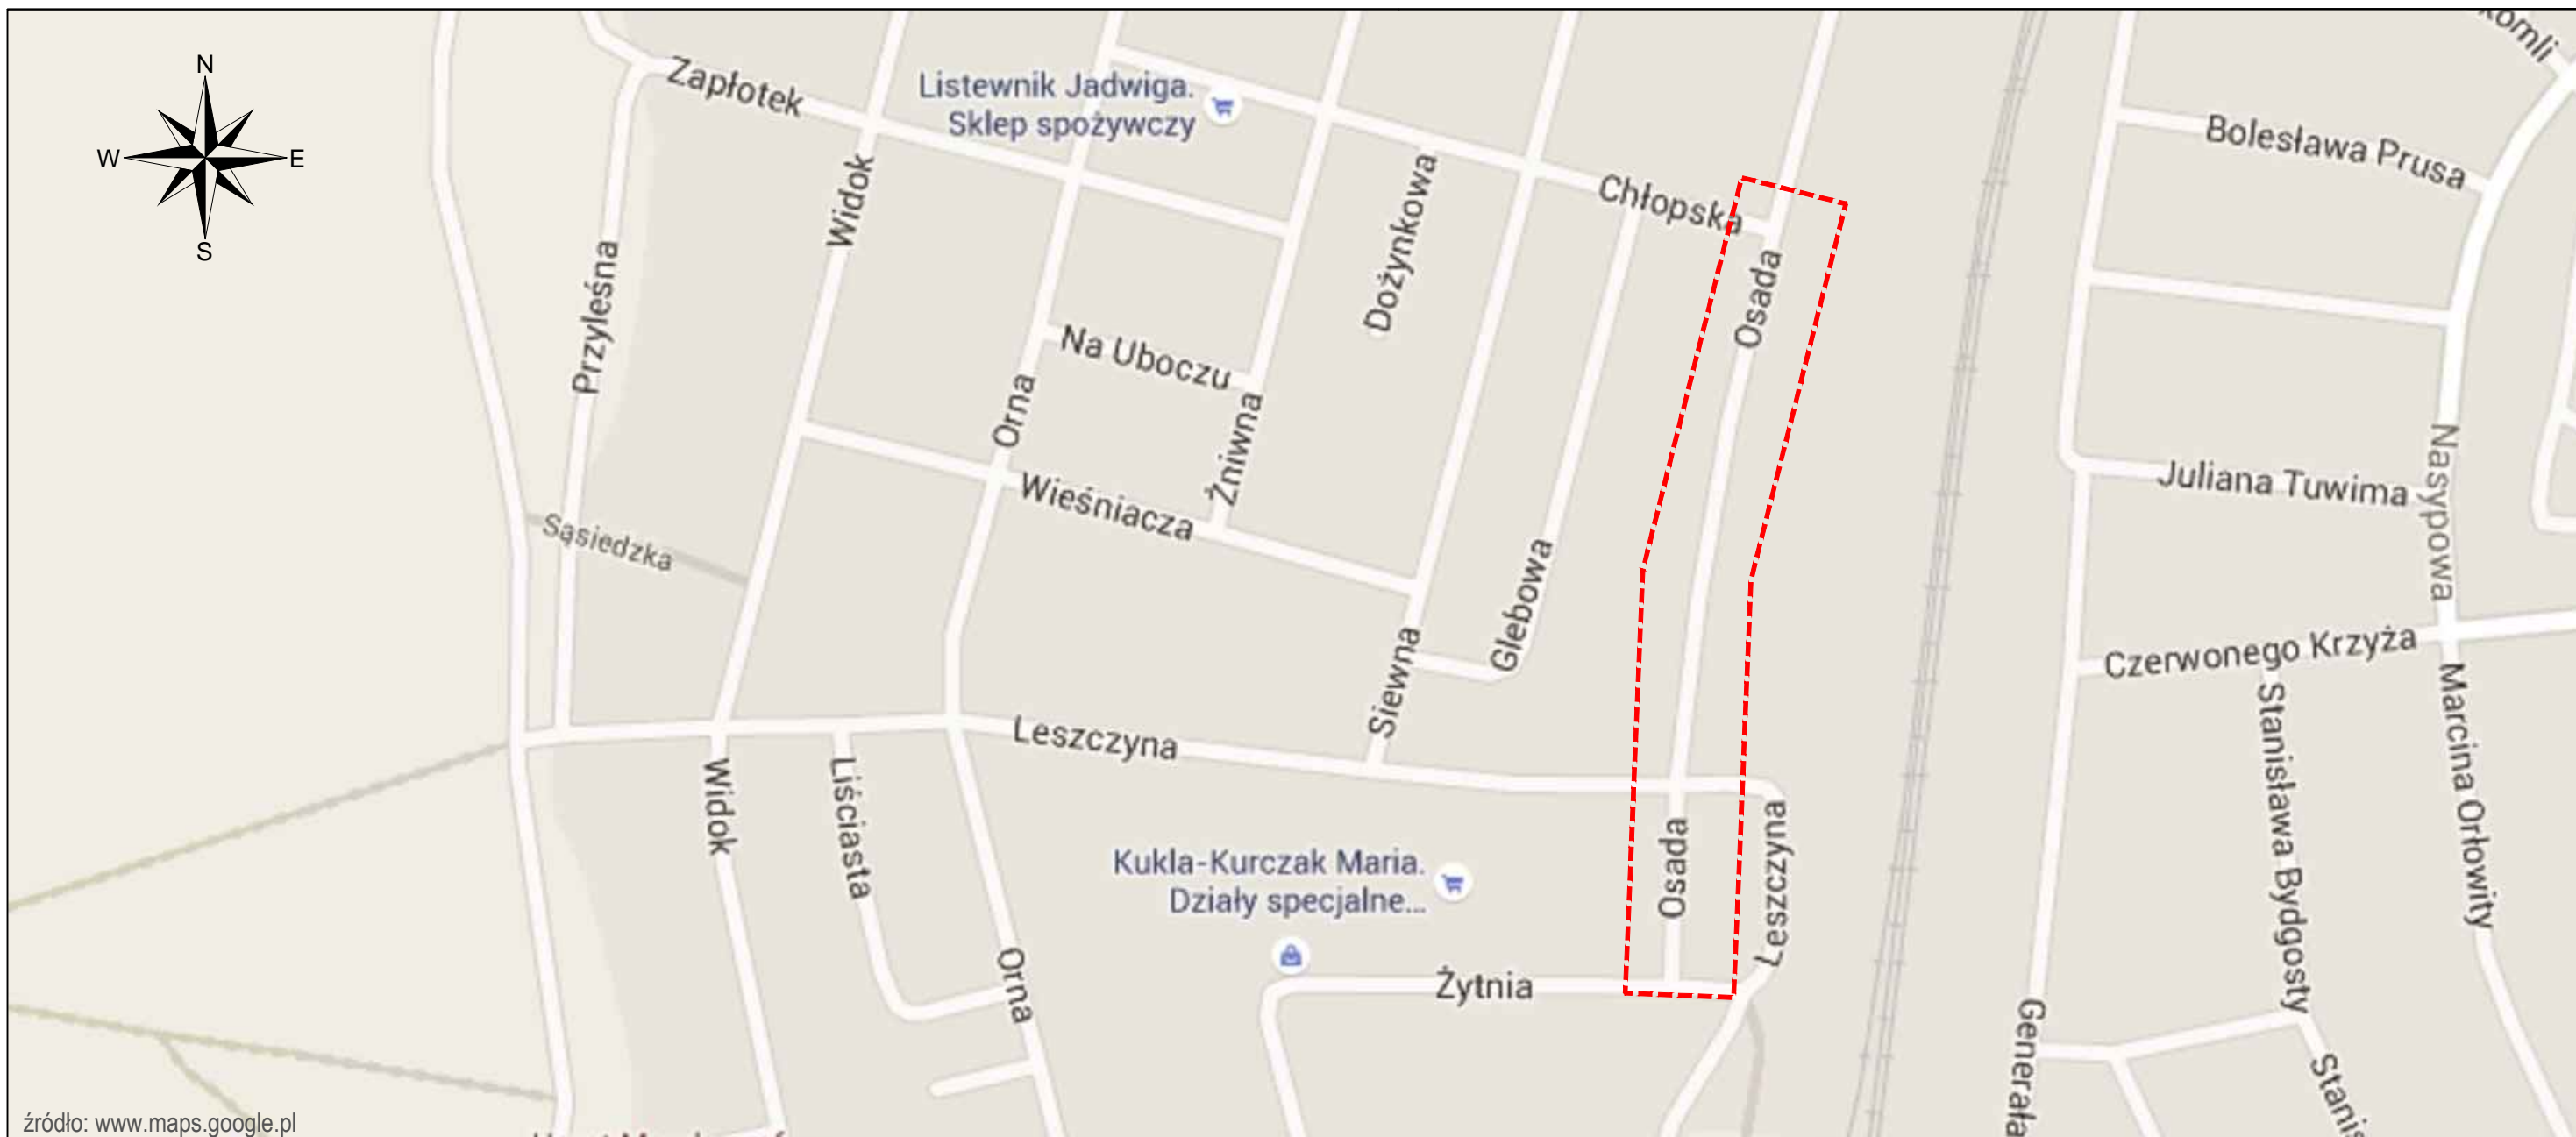 N
W
E
S
Zapłotek
Listewnik Jadwiga.
Sklep spożywczy
Bolesława Prusa
Widok
Dożynkowa
Chłopska
Przyleśna
Osada
Na Uboczu
Orna
Żniwna
Wieśniacza
Juliana Tuwima
Nasypowa
Sąsiedzka
Glebowa
Siewna
Czerwonego Krzyża
Leszczyna
Stanisława Bydgosty
Marcina Orłowity
Widok
Liściasta
Kukla-Kurczak Maria.
Działy specjalne...
Osada
Leszczyna
Orna
Żytnia
Generała
źródło: www.maps.google.pl